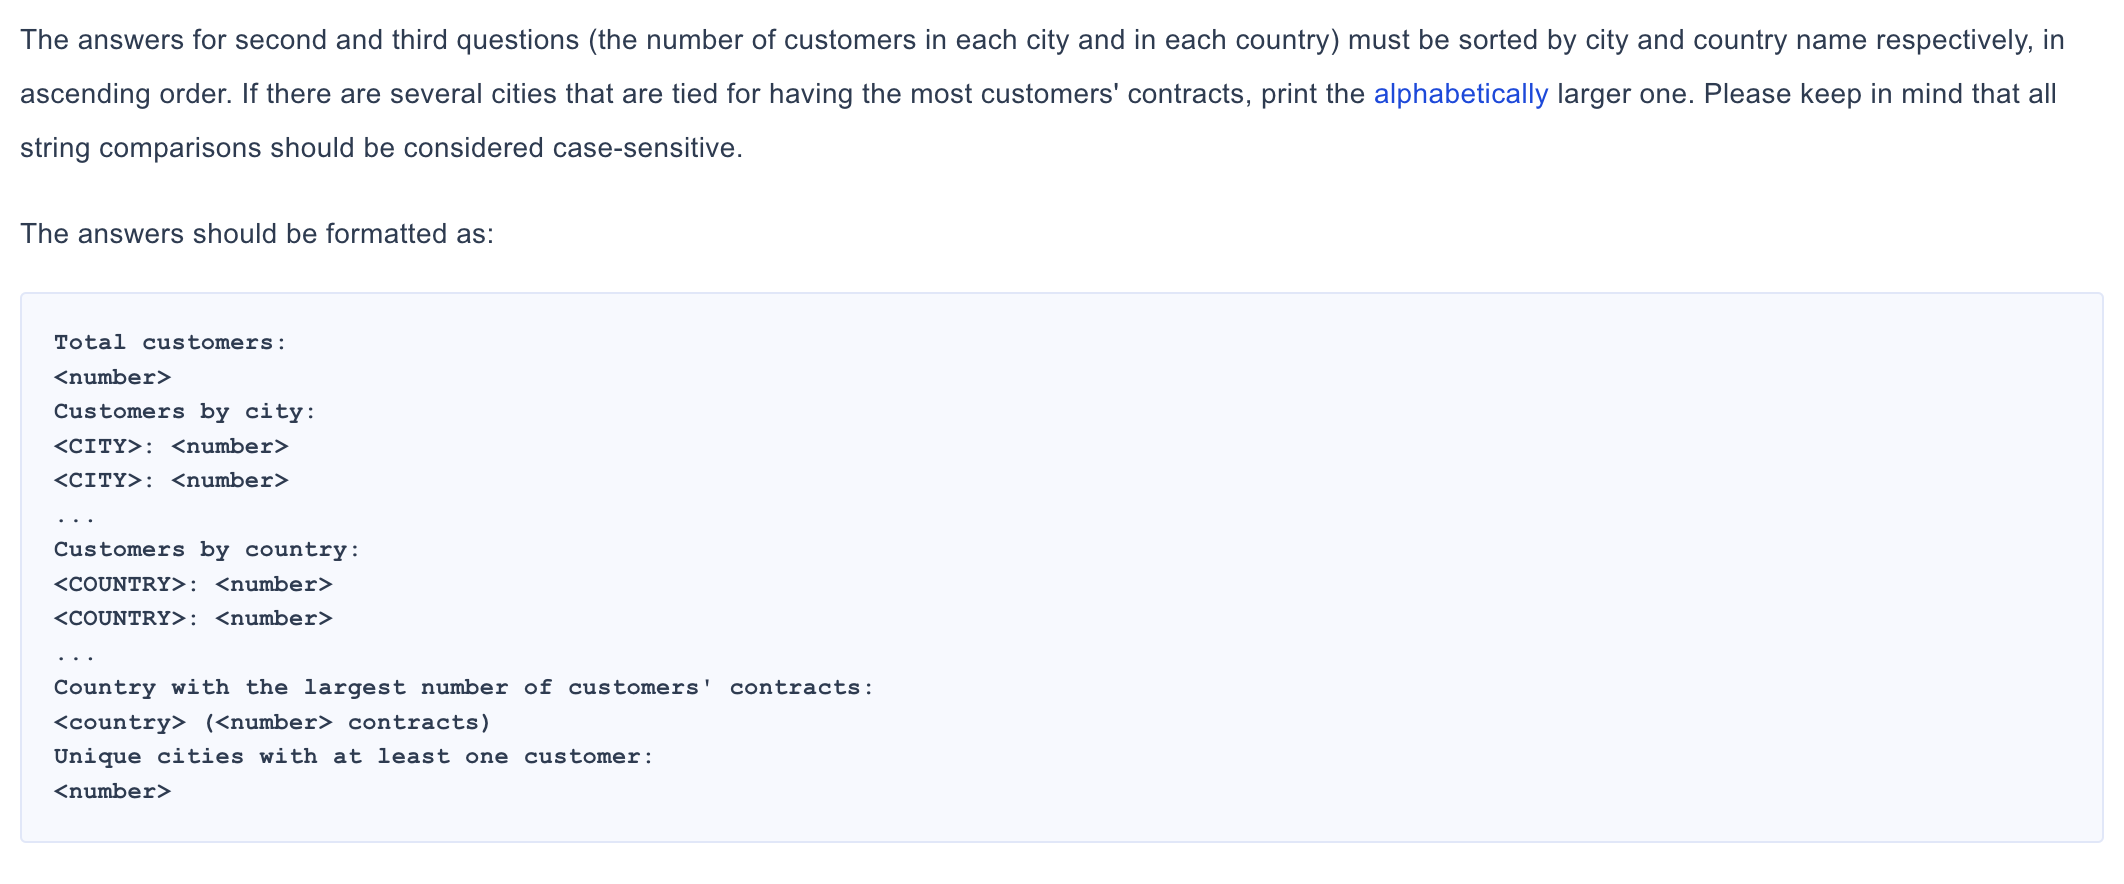 The answers for second and third questions (the number of customers in each city and in each country) must be sorted by city and country name respectively, in
ascending order. If there are several cities that are tied for having the most customers' contracts, print the alphabetically larger one. Please keep in mind that all
string comparisons should be considered case-sensitive.
The answers should be formatted as:
Total customers:
<number>
Customers by city:
<CITY>: <number>
<CITY>: <number>
...
Customers by country:
<COUNTRY>: <number>
<COUNTRY>: <number>
...
Country with the largest number of customers' contracts:
<country> (<number> contracts)
Unique cities with at least one customer:
<number>